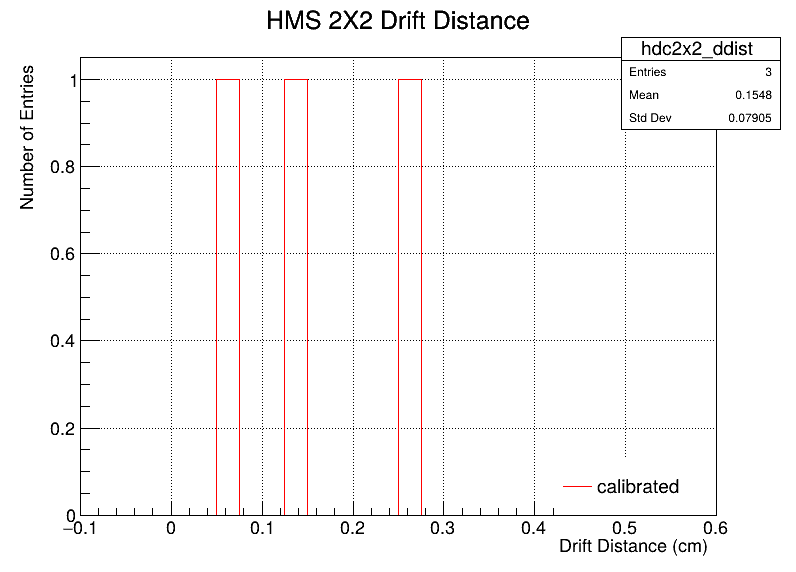 HMS 2X2 Drift Distance
hdc2x2_ddist
Entries 3
Mean 0.1548
Std Dev 0.07905
Number of Entries
1
0.8
0.6
0.4
0.2
0
−0.1 0 0.1 0.2 0.3 0.4 0.5 0.6
calibrated
Drift Distance (cm)